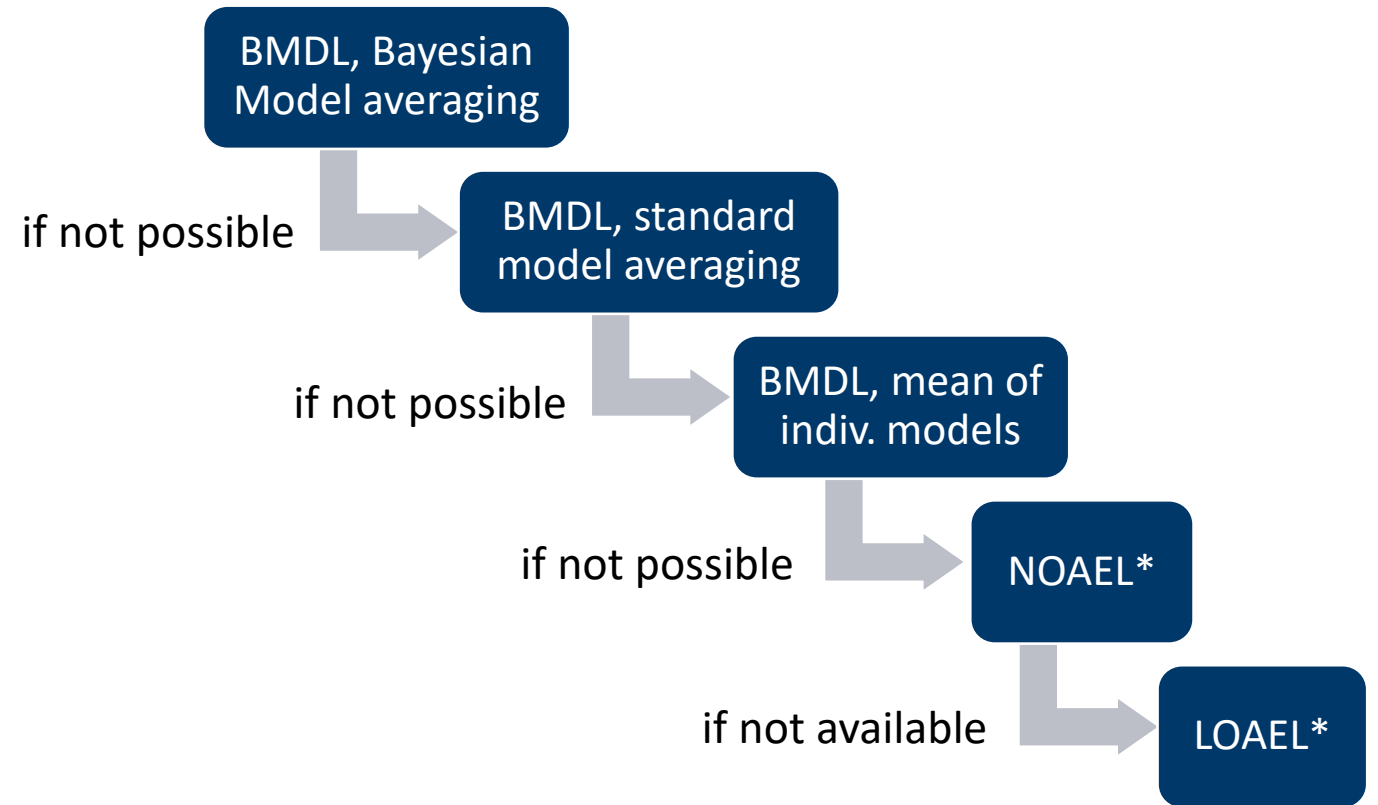 BMDL, Bayesian
Model averaging
if not possible
BMDL, standard
model averaging
if not possible
BMDL, mean of
indiv. models
if not possible
NOAEL*
if not available
LOAEL*